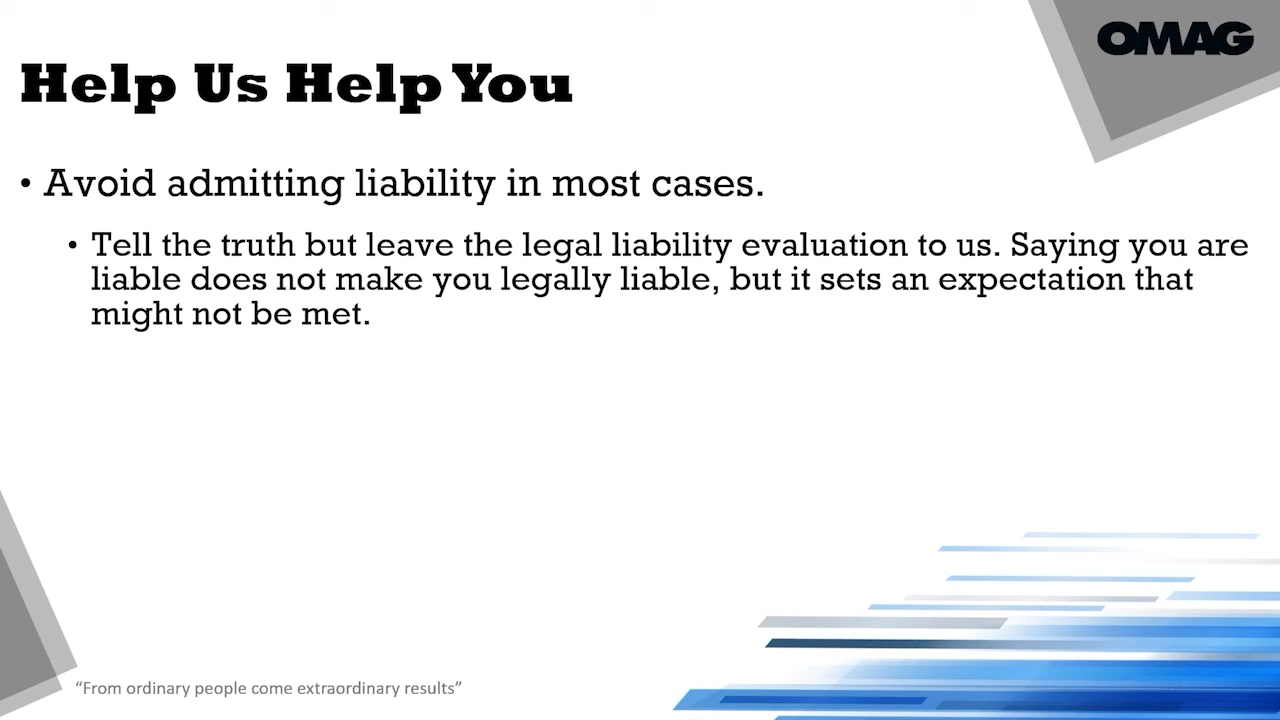 OMAG
Help Us Help You
• Avoid admitting liability in most cases.
• Tell the truth but leave the legal liability evaluation to us. Saying you are
liable does not make you legally liable, but it sets an expectation that
might not be met.
“From ordinary people come extraordinary results”